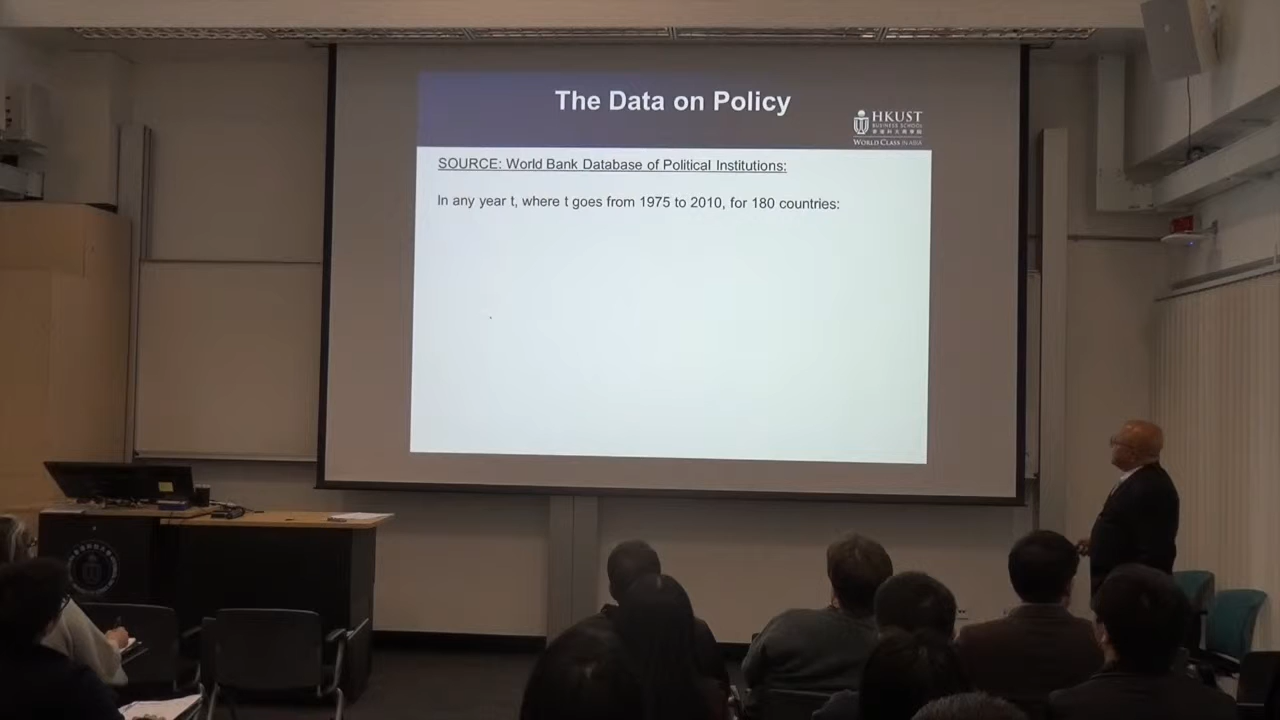 The Data on Policy
HKUST
BUSINESS SCHOOL
WORLD CLASS IN ASIA
SOURCE: World Bank Database of Political Institutions:
In any year t, where t goes from 1975 to 2010, for 180 countries: